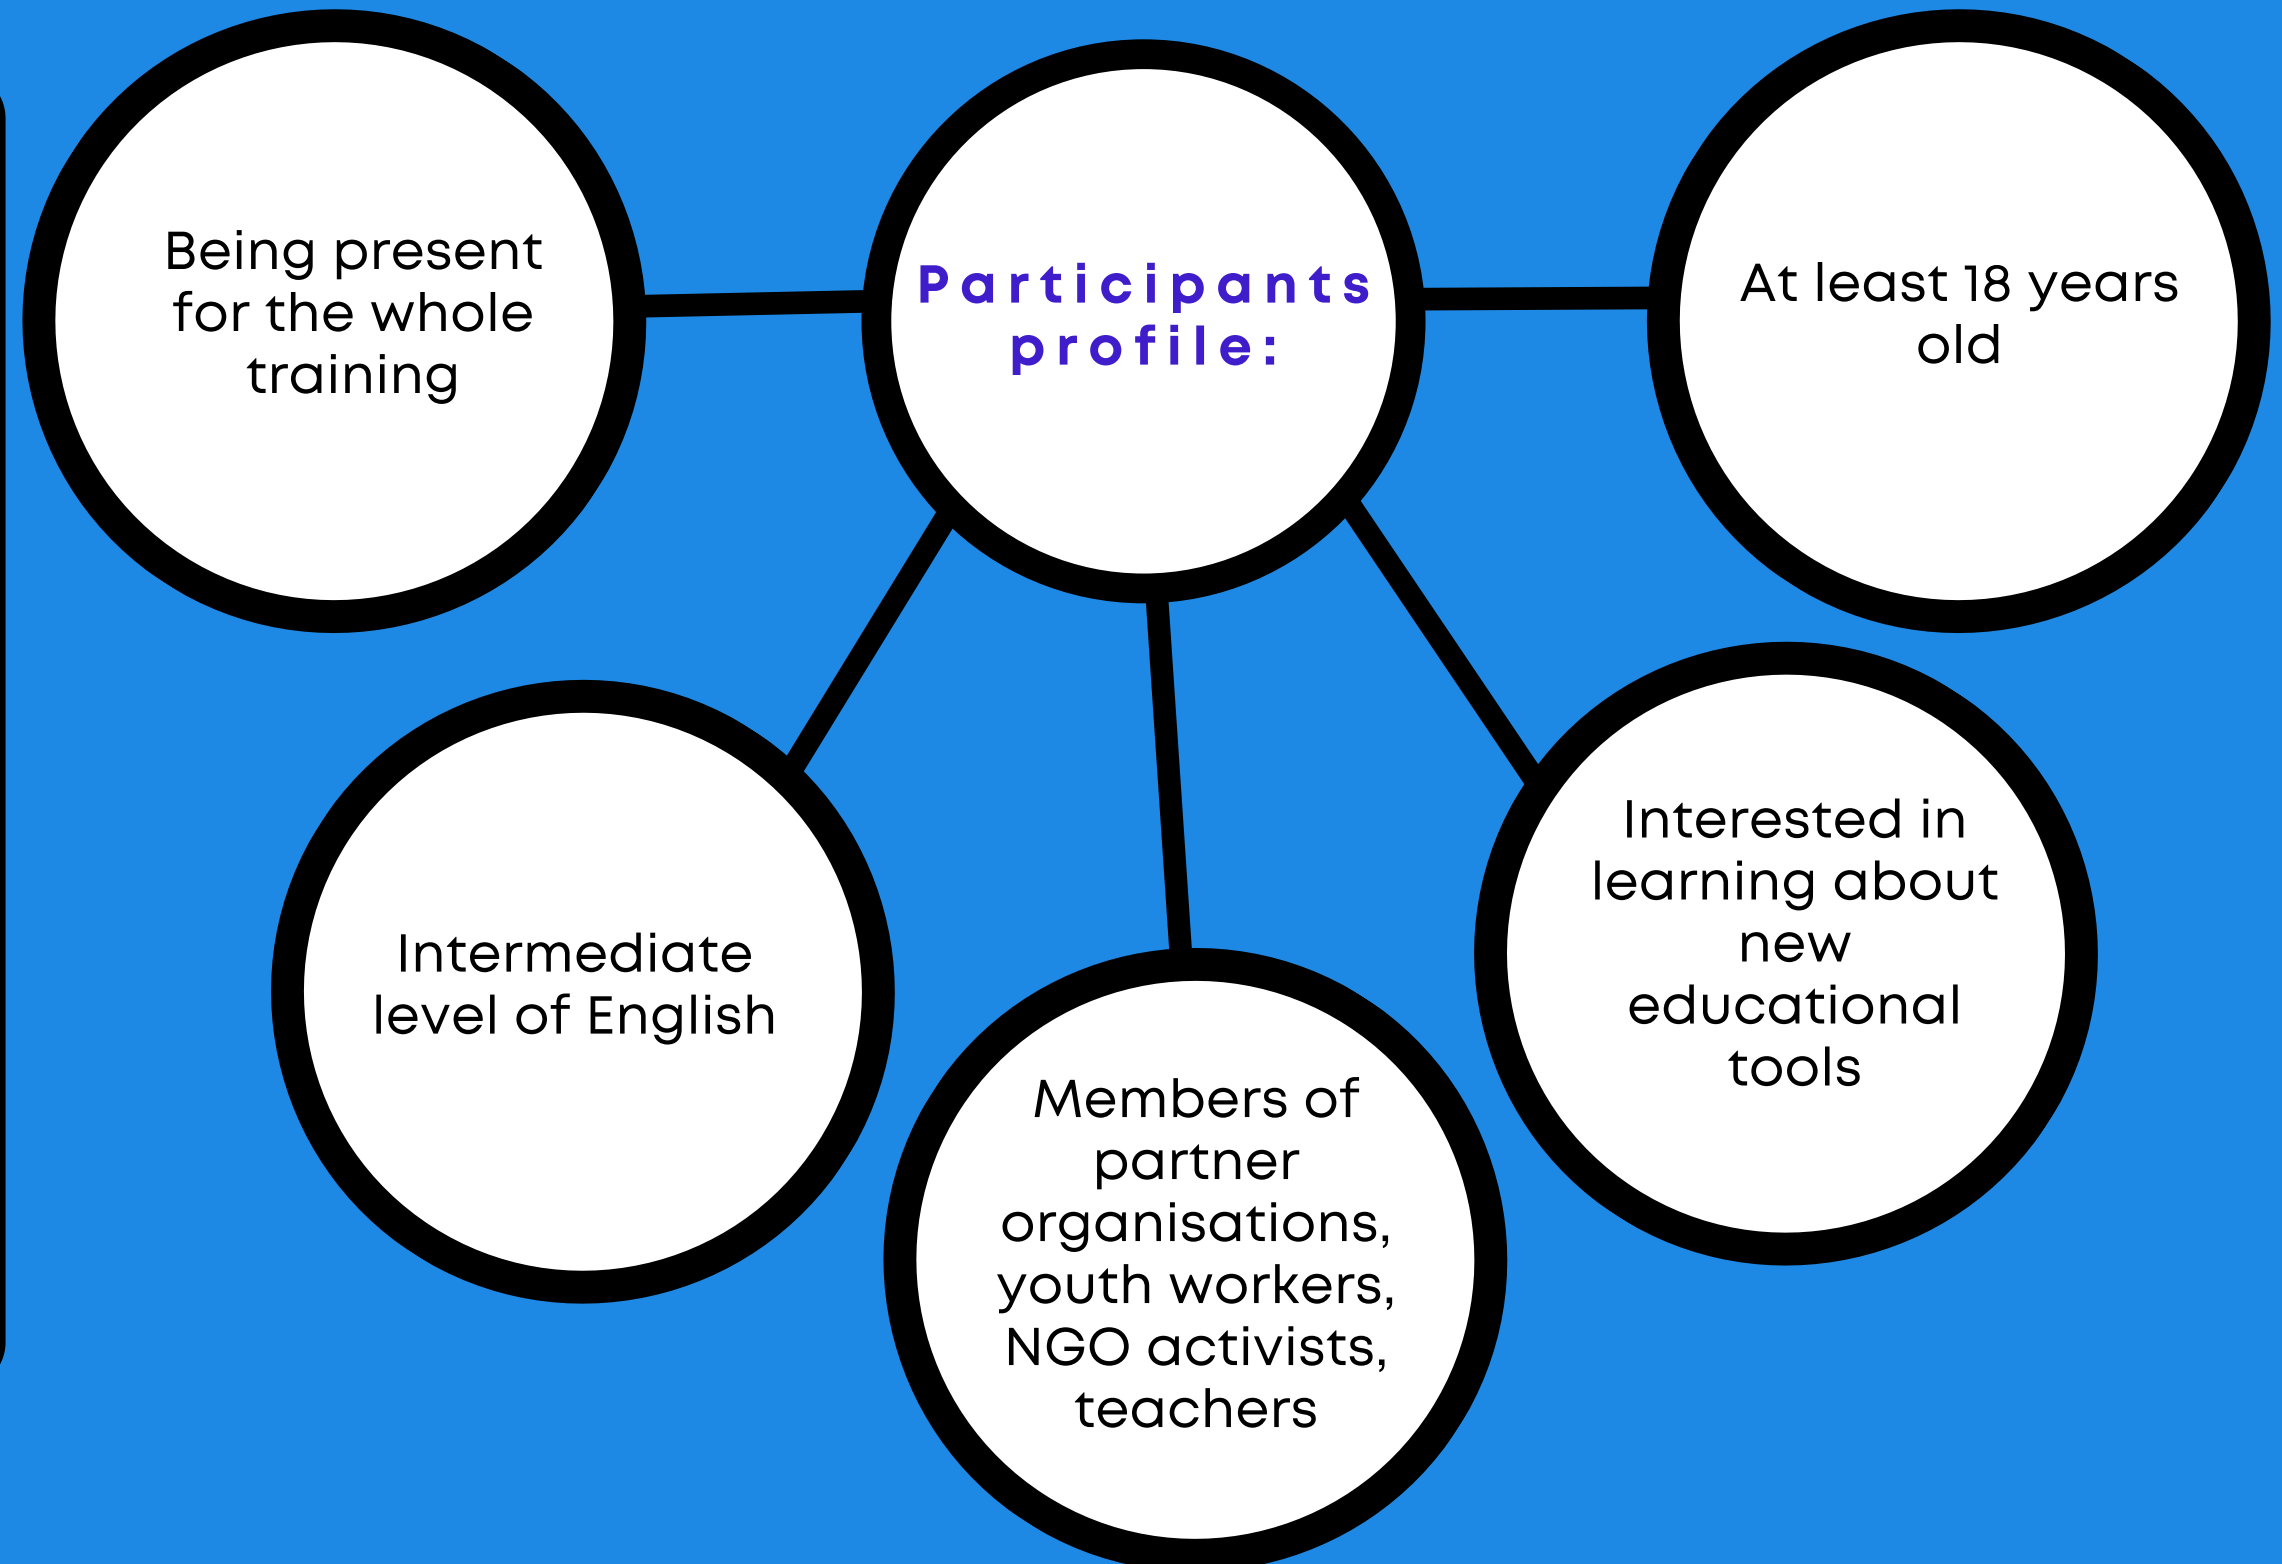 Being present
for the whole
training
Participants
profile:
At least 18 years
old
Intermediate
level of English
Members of
partner
organisations,
youth workers,
NGO activists,
teachers
Interested in
learning about
new
educational
tools